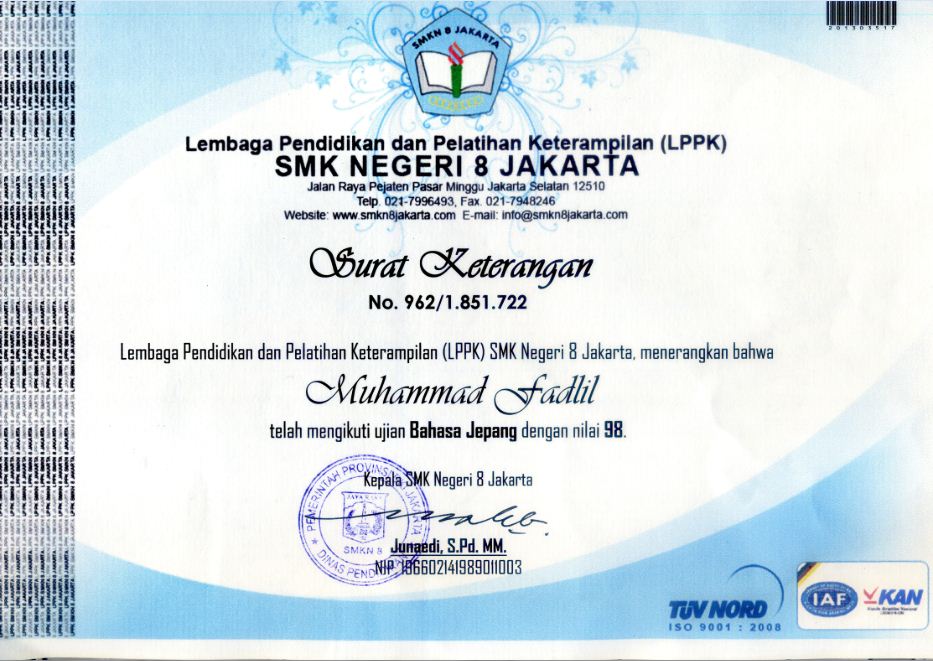 201303517
SMKN 8 JAKARTA
Lembaga Pendidikan dan Pelatihan Keterampilan (LPPK)
SMK NEGERI 8 JAKARTA
Jalan Raya Pejaten Pasar Minggu Jakarta Selatan 12510
Telp. 021-7996493, Fax. 021-7948246
Website: www.smkn8jakarta.com E-mail: info@smkn8jakarta.com
Surat Keterangan
No. 962/1.851.722
Lembaga Pendidikan dan Pelatihan Keterampilan (LPPK) SMK Negeri 8 Jakarta, menerangkan bahwa
Muhammad Fadlil
telah mengikuti ujian Bahasa Jepang dengan nilai 98.
Kepala SMK Negeri 8 Jakarta
PEMERINTAH PROVINSI JAKARTA
SMKN 8
DINAS PENDI
Junaedi, S.Pd. MM.
NIP. 196602141989011003
TUV NORD
ISO 9001 : 2008
IAF
KAN